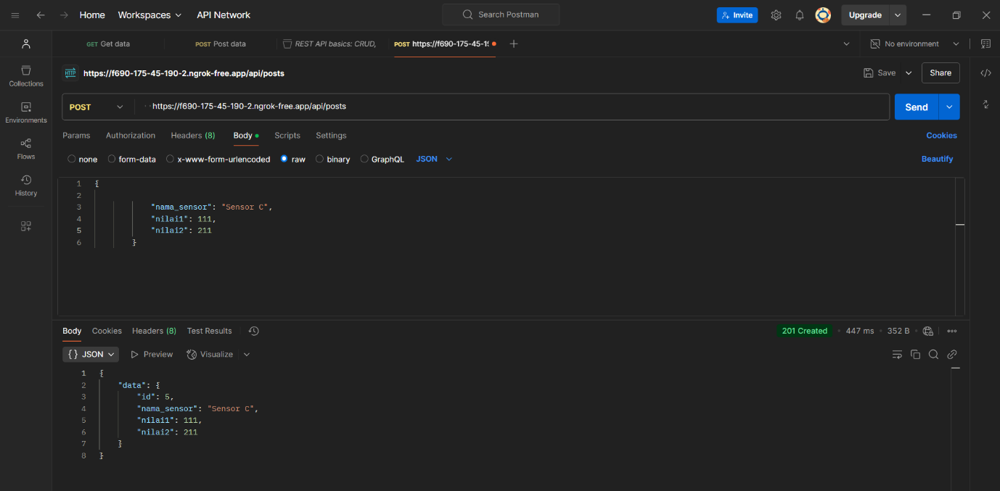 Home Workspaces API Network Search Postman Invite Upgrade
GET Get data POST Post data REST API basics: CRUD, POST https://f690-175-45-19 No environment
HTTP https://f690-175-45-190-2.ngrok-free.app/api/posts Save Share
Collections
POST https://f690-175-45-190-2.ngrok-free.app/api/posts Send
Environments
Params Authorization Headers (8) Body Scripts Settings Cookies
Flows
none form-data x-www-form-urlencoded raw binary GraphQL JSON Beautify
History
1 {
2
3 "nama_sensor": "Sensor C",
4 "nilai1": 111,
5 "nilai2": 211
6 }
Body Cookies Headers (8) Test Results 201 Created 447 ms 352 B
{} JSON Preview Visualize
1 {
2 "data": {
3 "id": 5,
4 "nama_sensor": "Sensor C",
5 "nilai1": 111,
6 "nilai2": 211
7 }
8 }